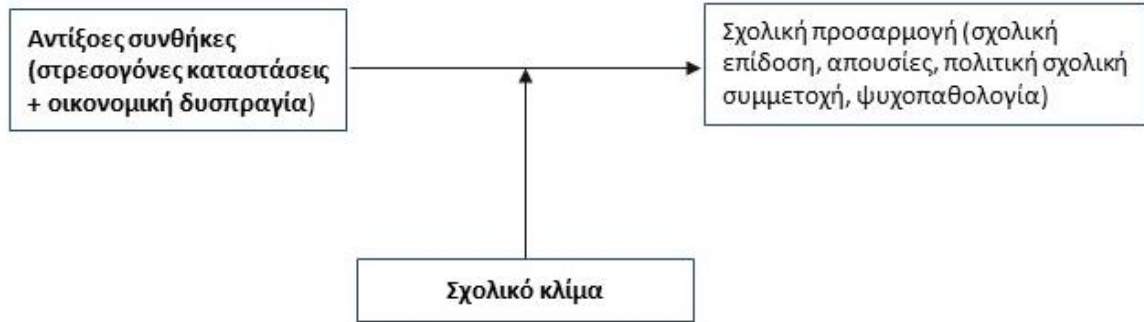 Αντίξοες συνθήκες
(στρεσογόνες καταστάσεις
+ οικονομική δυσπραγία)
Σχολική προσαρμογή (σχολική
επίδοση, απουσίες, πολιτική σχολική
συμμετοχή, ψυχοπαθολογία)
Σχολικό κλίμα